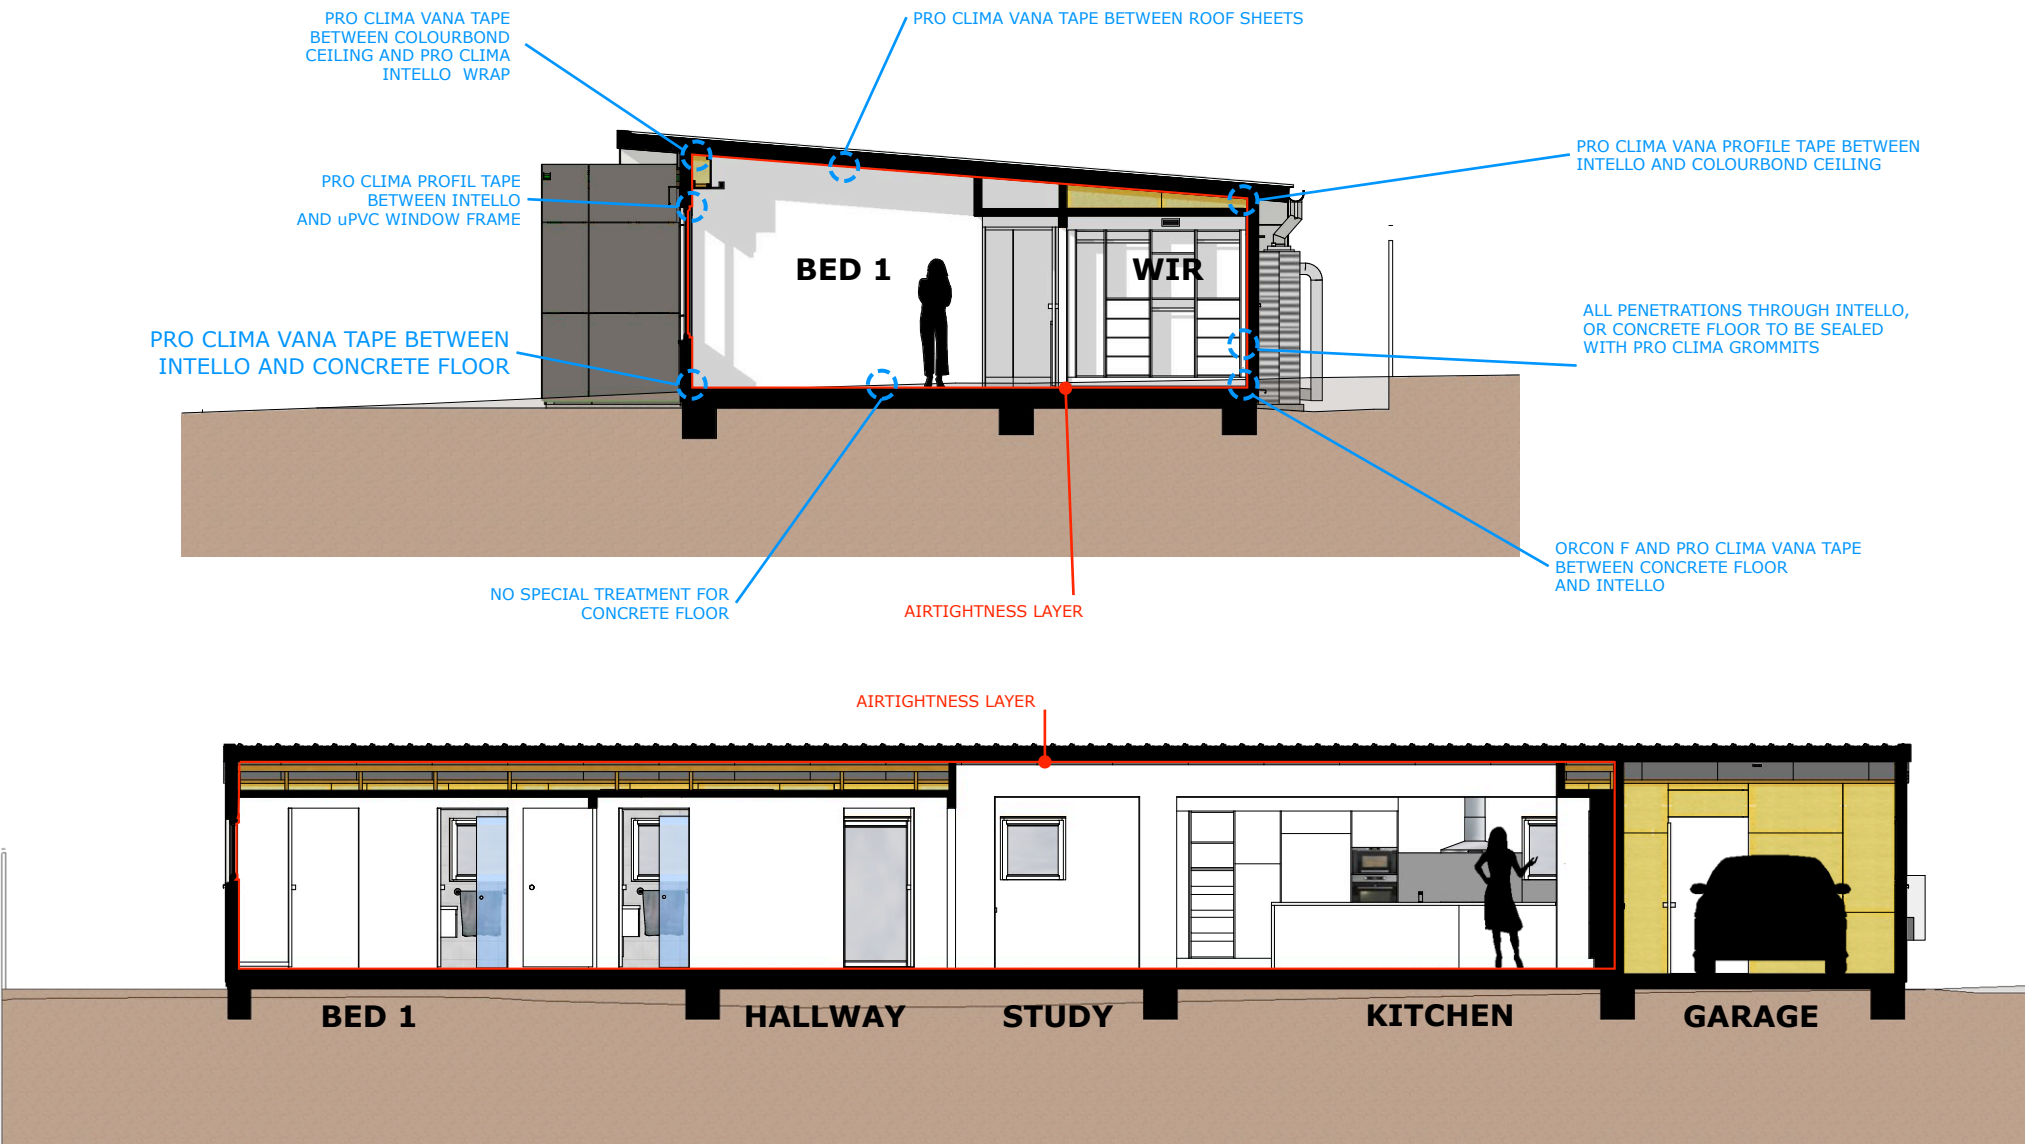 PRO CLIMA VANA TAPE
BETWEEN COLOURBOND
CEILING AND PRO CLIMA
INTELLO WRAP
PRO CLIMA VANA TAPE BETWEEN ROOF SHEETS
PRO CLIMA VANA PROFILE TAPE BETWEEN
INTELLO AND COLOURBOND CEILING
PRO CLIMA PROFIL TAPE
BETWEEN INTELLO
AND uPVC WINDOW FRAME
BED 1
WIR
ALL PENETRATIONS THROUGH INTELLO,
OR CONCRETE FLOOR TO BE SEALED
WITH PRO CLIMA GROMMITS
PRO CLIMA VANA TAPE BETWEEN
INTELLO AND CONCRETE FLOOR
ORCON F AND PRO CLIMA VANA TAPE
BETWEEN CONCRETE FLOOR
AND INTELLO
NO SPECIAL TREATMENT FOR
CONCRETE FLOOR
AIRTIGHTNESS LAYER
AIRTIGHTNESS LAYER
BED 1
HALLWAY
STUDY
KITCHEN
GARAGE